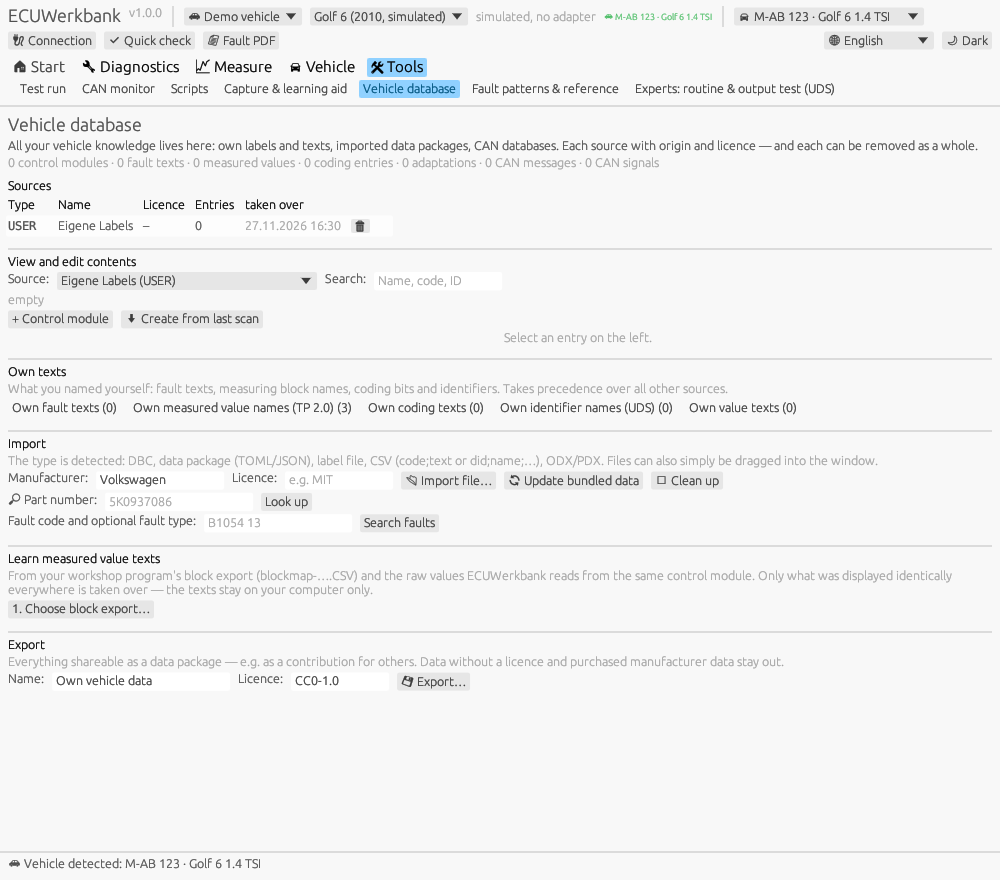 ECUWerkbank v1.0.0 Demo vehicle Golf 6 (2010, simulated) simulated, no adapter M-AB 123 · Golf 6 1.4 TSI M-AB 123 · Golf 6 1.4 TSI
Connection Quick check Fault PDF English Dark
Start Diagnostics Measure Vehicle Tools
Test run CAN monitor Scripts Capture & learning aid Vehicle database Fault patterns & reference Experts: routine & output test (UDS)
Vehicle database
All your vehicle knowledge lives here: own labels and texts, imported data packages, CAN databases. Each source with origin and licence — and each can be removed as a whole.
0 control modules · 0 fault texts · 0 measured values · 0 coding entries · 0 adaptations · 0 CAN messages · 0 CAN signals
Sources
Type Name Licence Entries taken over
USER Eigene Labels – 0 27.11.2026 16:30
View and edit contents
Source: Eigene Labels (USER) Search: Name, code, ID
empty
+ Control module Create from last scan
Select an entry on the left.
Own texts
What you named yourself: fault texts, measuring block names, coding bits and identifiers. Takes precedence over all other sources.
Own fault texts (0) Own measured value names (TP 2.0) (3) Own coding texts (0) Own identifier names (UDS) (0) Own value texts (0)
Import
The type is detected: DBC, data package (TOML/JSON), label file, CSV (code;text or did;name;…), ODX/PDX. Files can also simply be dragged into the window.
Manufacturer: Volkswagen Licence: e.g. MIT Import file… Update bundled data Clean up
Part number: 5K0937086 Look up
Fault code and optional fault type: B1054 13 Search faults
Learn measured value texts
From your workshop program's block export (blockmap-….CSV) and the raw values ECUWerkbank reads from the same control module. Only what was displayed identically
everywhere is taken over — the texts stay on your computer only.
1. Choose block export…
Export
Everything shareable as a data package — e.g. as a contribution for others. Data without a licence and purchased manufacturer data stay out.
Name: Own vehicle data Licence: CC0-1.0 Export…
Vehicle detected: M-AB 123 · Golf 6 1.4 TSI